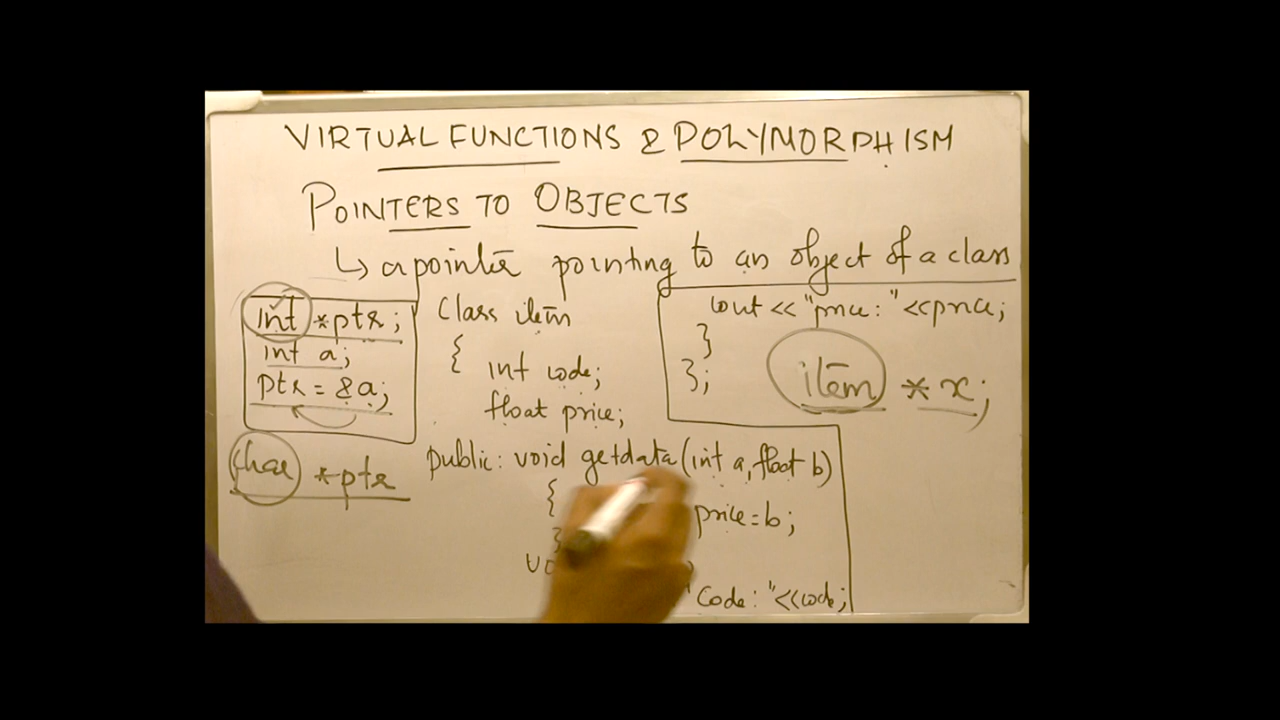 VIRTUAL FUNCTIONS & POLYMORPHISM
POINTERS TO OBJECTS
↳ a pointer pointing to an object of a class
int *ptr;
int a;
ptr = &a;
char *ptr
Class item
{
int code;
float price;
public: void getdata(int a, float b)
{
price=b;
}
"Code: "<<code;
cout << "price: "<<price;
}
};
item *x;